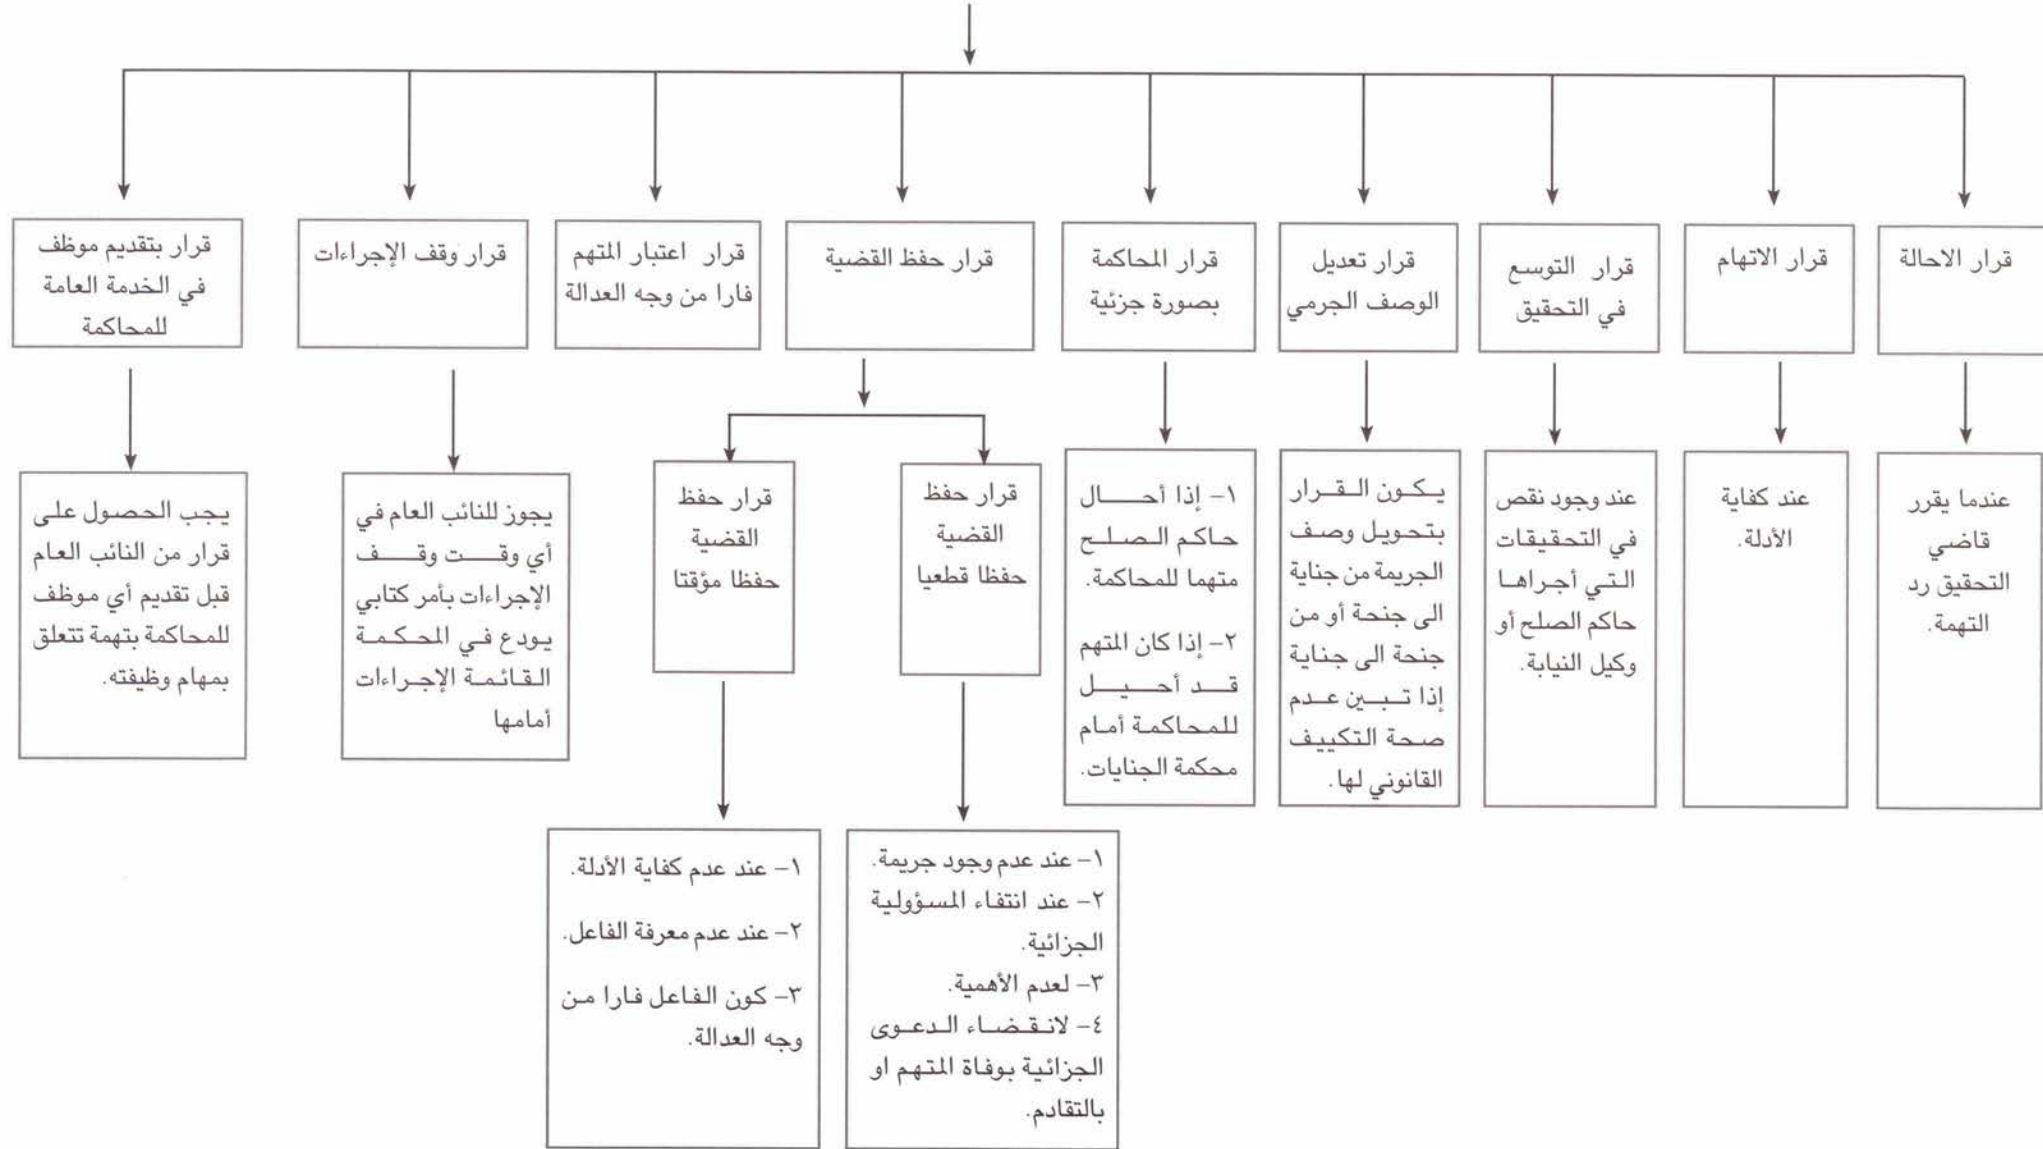 قرار الاحالة
قرار الاتهام
قرار التوسع
في التحقيق
قرار تعديل
الوصف الجرمي
قرار المحاكمة
بصورة جزئية
قرار حفظ القضية
قرار اعتبار المتهم
فارا من وجه العدالة
قرار وقف الإجراءات
قرار بتقديم موظف
في الخدمة العامة
للمحاكمة
عندما يقرر
قاضي
التحقيق رد
التهمة.
عند كفاية
الأدلة.
عند وجود نقص
في التحقيقات
التي أجراها
حاكم الصلح أو
وكيل النيابة.
يكون القرار
بتحويل وصف
الجريمة من جناية
الى جنحة أو من
جنحة الى جناية
إذا تبين عدم
صحة التكييف
القانوني لها.
١- إذا أحال
حاكم الصلح
متهما للمحاكمة.
٢- إذا كان المتهم
قد أحيل
للمحاكمة أمام
محكمة الجنايات.
قرار حفظ
القضية
حفظا قطعيا
قرار حفظ
القضية
حفظا مؤقتا
يجوز للنائب العام في
أي وقت وقف
الإجراءات بأمر كتابي
يودع في المحكمة
القائمة الإجراءات
أمامها
يجب الحصول على
قرار من النائب العام
قبل تقديم أي موظف
للمحاكمة بتهمة تتعلق
بمهام وظيفته.
١- عند عدم وجود جريمة.
٢- عند انتفاء المسؤولية
الجزائية.
٣- لعدم الأهمية.
٤- لانقضاء الدعوى
الجزائية بوفاة المتهم او
بالتقادم.
١- عند عدم كفاية الأدلة.
٢- عند عدم معرفة الفاعل.
٣- كون الفاعل فارا من
وجه العدالة.